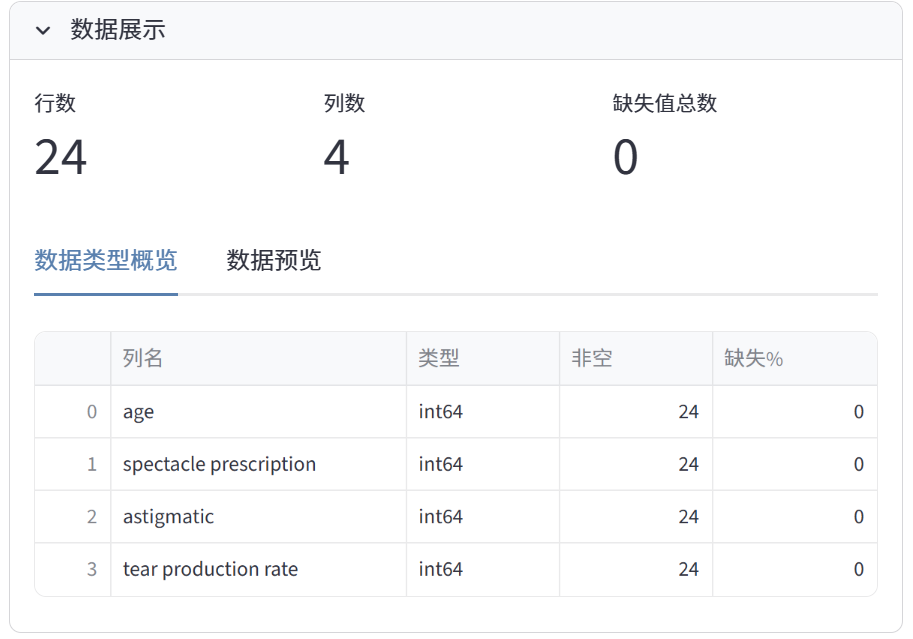 数据展示
行数 列数 缺失值总数
24 4 0
数据类型概览 数据预览
列名 类型 非空 缺失%
0 age int64 24 0
1 spectacle prescription int64 24 0
2 astigmatic int64 24 0
3 tear production rate int64 24 0